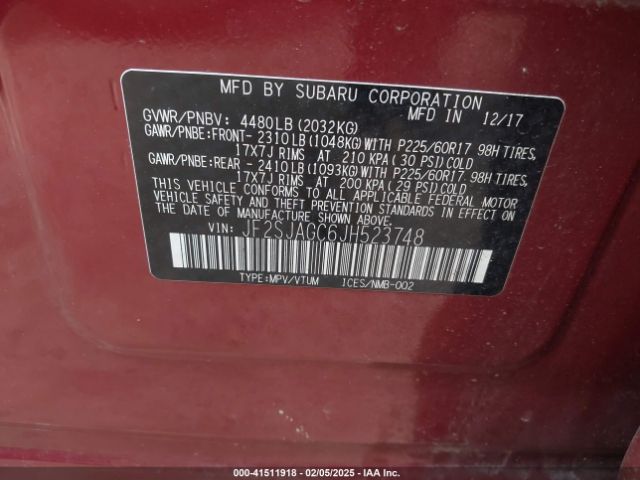 MFD BY SUBARU CORPORATION
MFD IN 12/17
GVWR/PNBV: 4480LB(2032KG)
GAWR/PNBE:FRONT-2310LB(1048KG)WITH P225/60R17 98H TIRES,
17X7J RIMS AT 210 KPA(30 PSI)COLD
GAWR/PNBE:REAR -2410LB(1093KG)WITH P225/60R17 98H TIRES,
17X7J RIMS AT 200 KPA(29 PSI)COLD
THIS VEHICLE CONFORMS TO ALL APPLICABLE FEDERAL MOTOR
VEHICLE SAFETY AND THEFT PREVENTION STANDARDS IN EFFECT ON
THE DATE OF MANUFACTURE SHOWN ABOVE.
VIN: JF2SJAGC6JH523748
TYPE:MPV/VTUM ICES/NMB-002
00-41511918 - 02/05/2025 - IAA Inc.